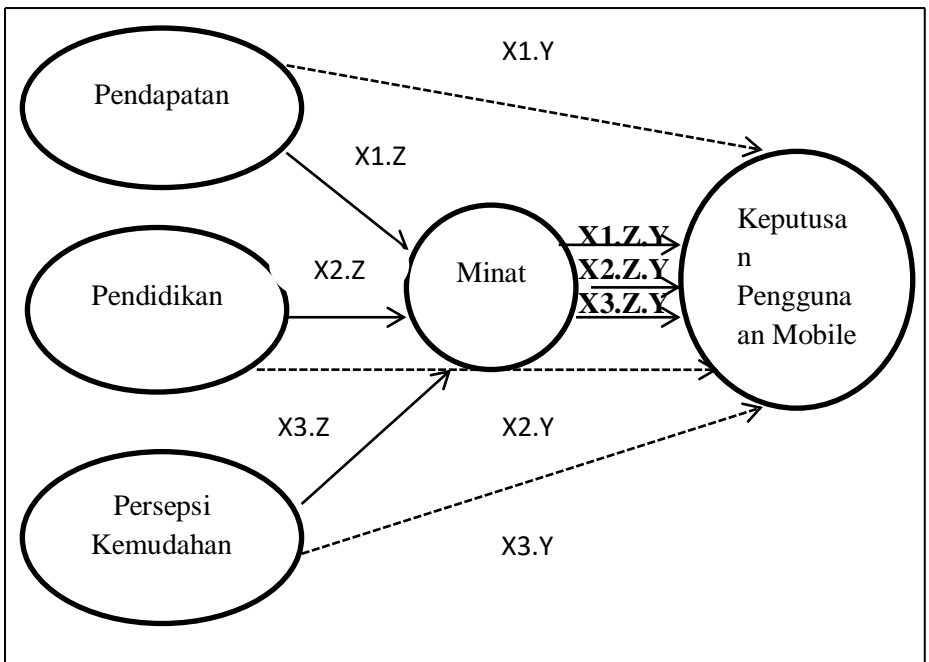 X1.Y
Pendapatan
X1.Z
X2.Z
Pendidikan
Minat
X1.Z.Y
X2.Z.Y
X3.Z.Y
Keputusa
n
Pengguna
an Mobile
X3.Z
X2.Y
Persepsi
Kemudahan
X3.Y